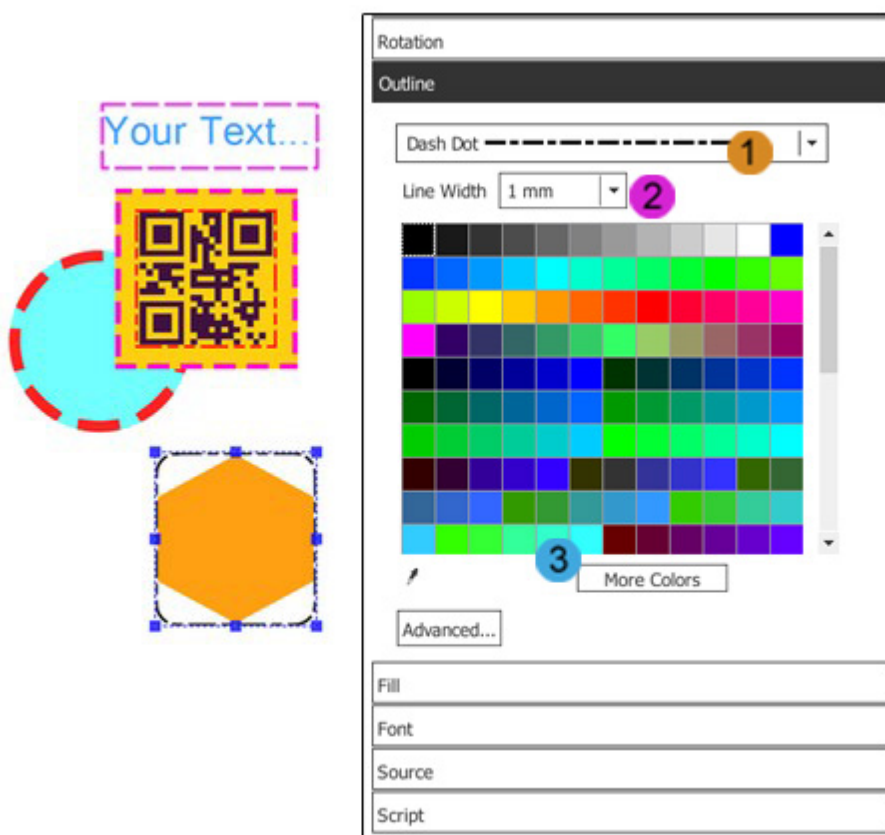 Rotation
Outline
Your Text...
Dash Dot
1
Line Width 1 mm
2
3
More Colors
Advanced...
Fill
Font
Source
Script